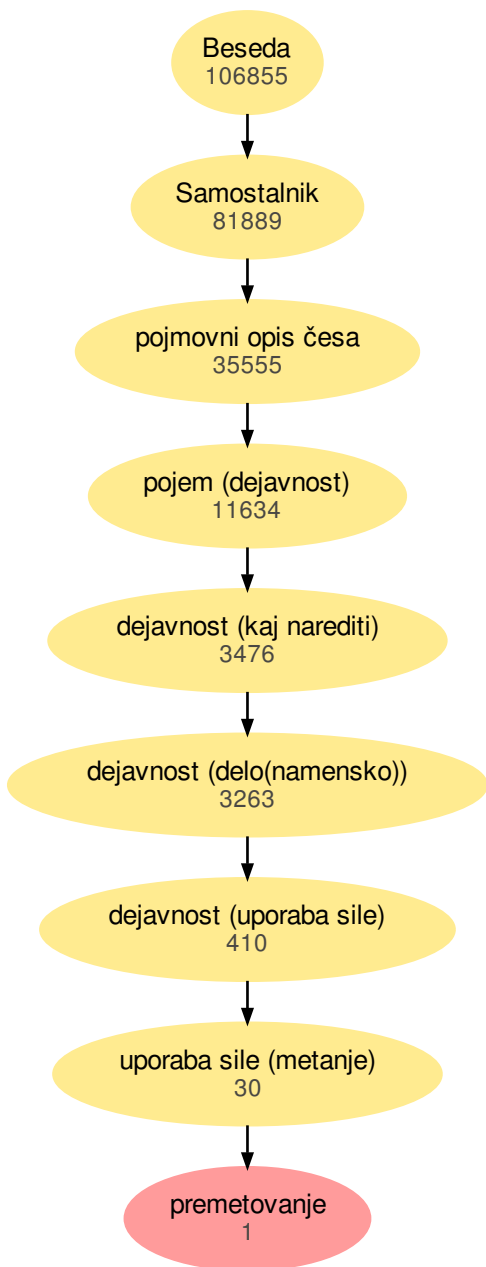 Beseda
106855
Samostalnik
81889
pojmovni opis česa
35555
pojem (dejavnost)
11634
dejavnost (kaj narediti)
3476
dejavnost (delo(namensko))
3263
dejavnost (uporaba sile)
410
uporaba sile (metanje)
30
premetovanje
1